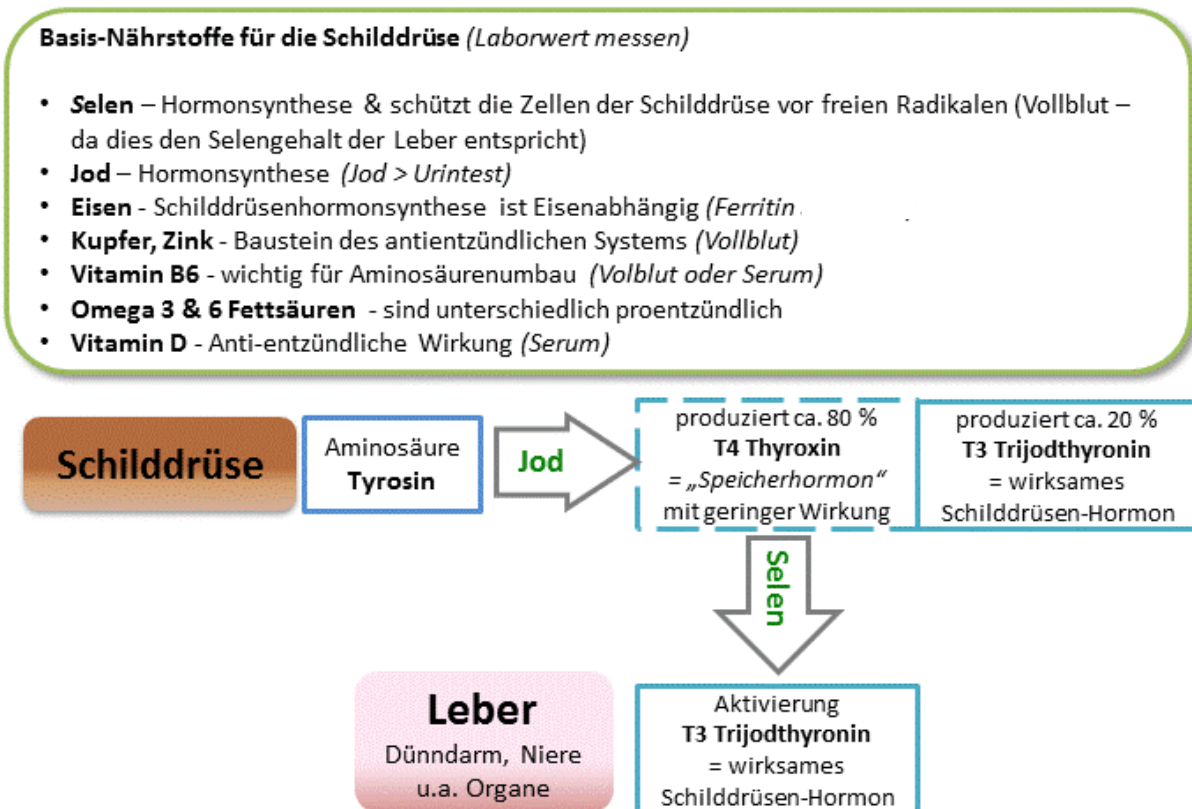 Basis-Nährstoffe für die Schilddrüse (Laborwert messen)
• Selen – Hormonsynthese & schützt die Zellen der Schilddrüse vor freien Radikalen (Vollblut –
da dies den Selengehalt der Leber entspricht)
• Jod – Hormonsynthese (Jod > Urintest)
• Eisen - Schilddrüsenhormonsynthese ist Eisenabhängig (Ferritin
• Kupfer, Zink - Baustein des antientzündlichen Systems (Vollblut)
• Vitamin B6 - wichtig für Aminosäurenumbau (Volblut oder Serum)
• Omega 3 & 6 Fettsäuren - sind unterschiedlich proentzündlich
• Vitamin D - Anti-entzündliche Wirkung (Serum)
Schilddrüse
Aminosäure
Tyrosin
Jod
produziert ca. 80 %
T4 Thyroxin
= „Speicherhormon“
mit geringer Wirkung
produziert ca. 20 %
T3 Trijodthyronin
= wirksames
Schilddrüsen-Hormon
Selen
Leber
Dünndarm, Niere
u.a. Organe
Aktivierung
T3 Trijodthyronin
= wirksames
Schilddrüsen-Hormon